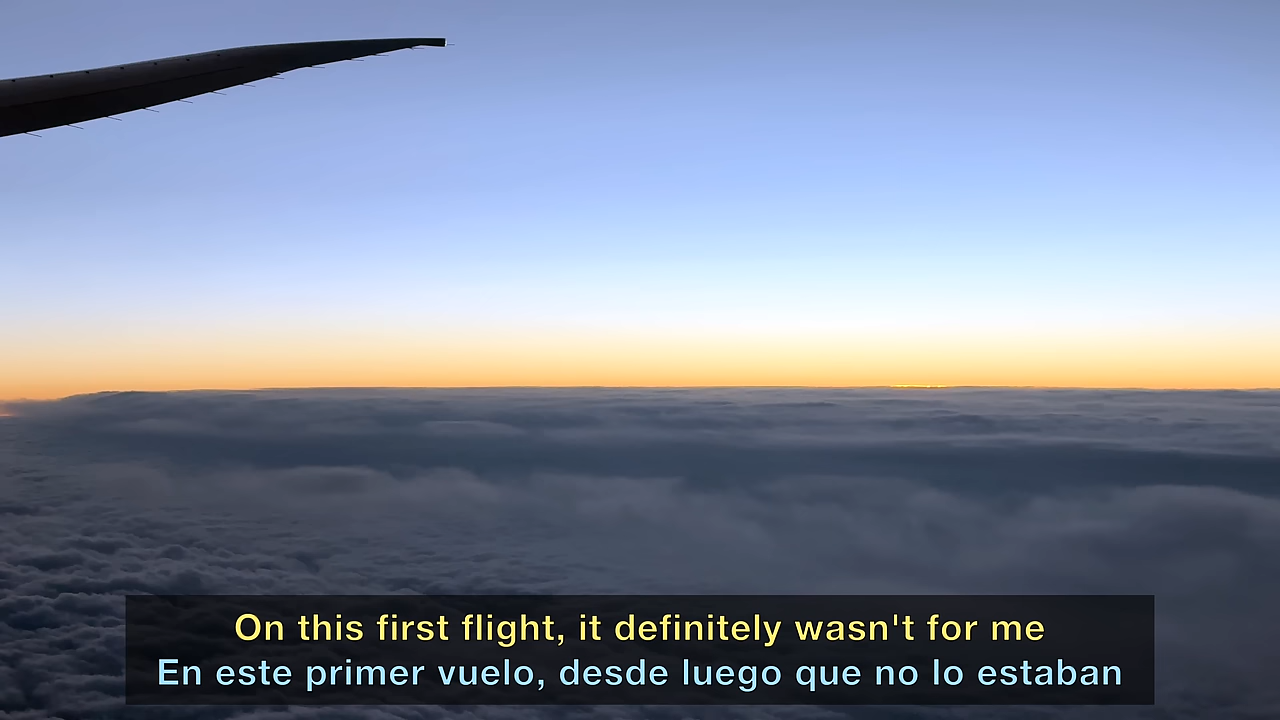 On this first flight, it definitely wasn't for me
En este primer vuelo, desde luego que no lo estaban